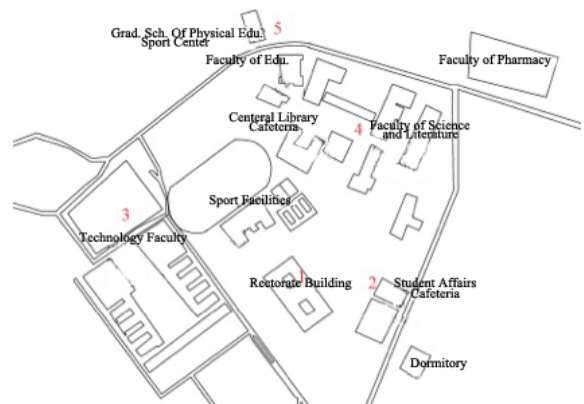 5
Grad. Sch. Of Physical Edu.
Sport Center
Faculty of Edu.
Faculty of Pharmacy
Centeral Library
Cafeteria
4
Faculty of Science
and Literature
Sport Facilities
3
Technology Faculty
1
Rectorate Building
2
Student Affairs
Cafeteria
Dormitory